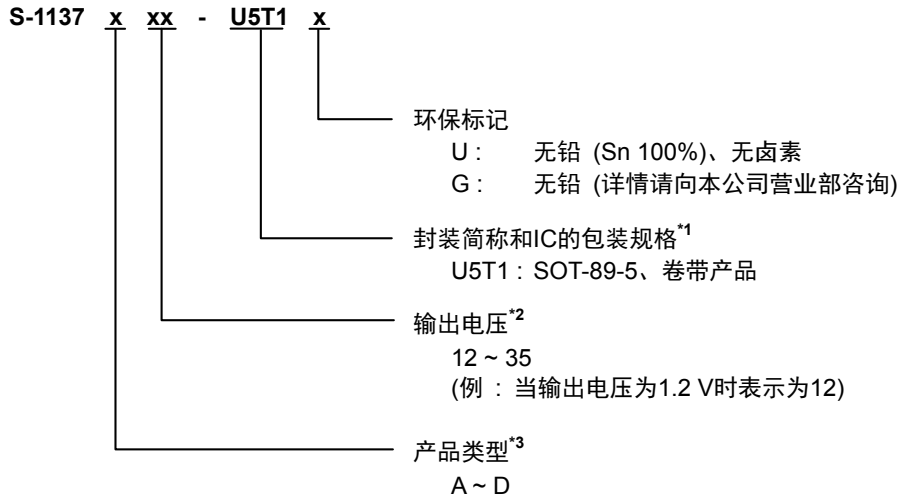 S-1137 x xx - U5T1 x
环保标记
U : 无铅 (Sn 100%)、无卤素
G : 无铅 (详情请向本公司营业部咨询)
封装简称和IC的包装规格*1
U5T1 : SOT-89-5、卷带产品
输出电压*2
12 ~ 35
(例 : 当输出电压为1.2 V时表示为12)
产品类型*3
A ~ D